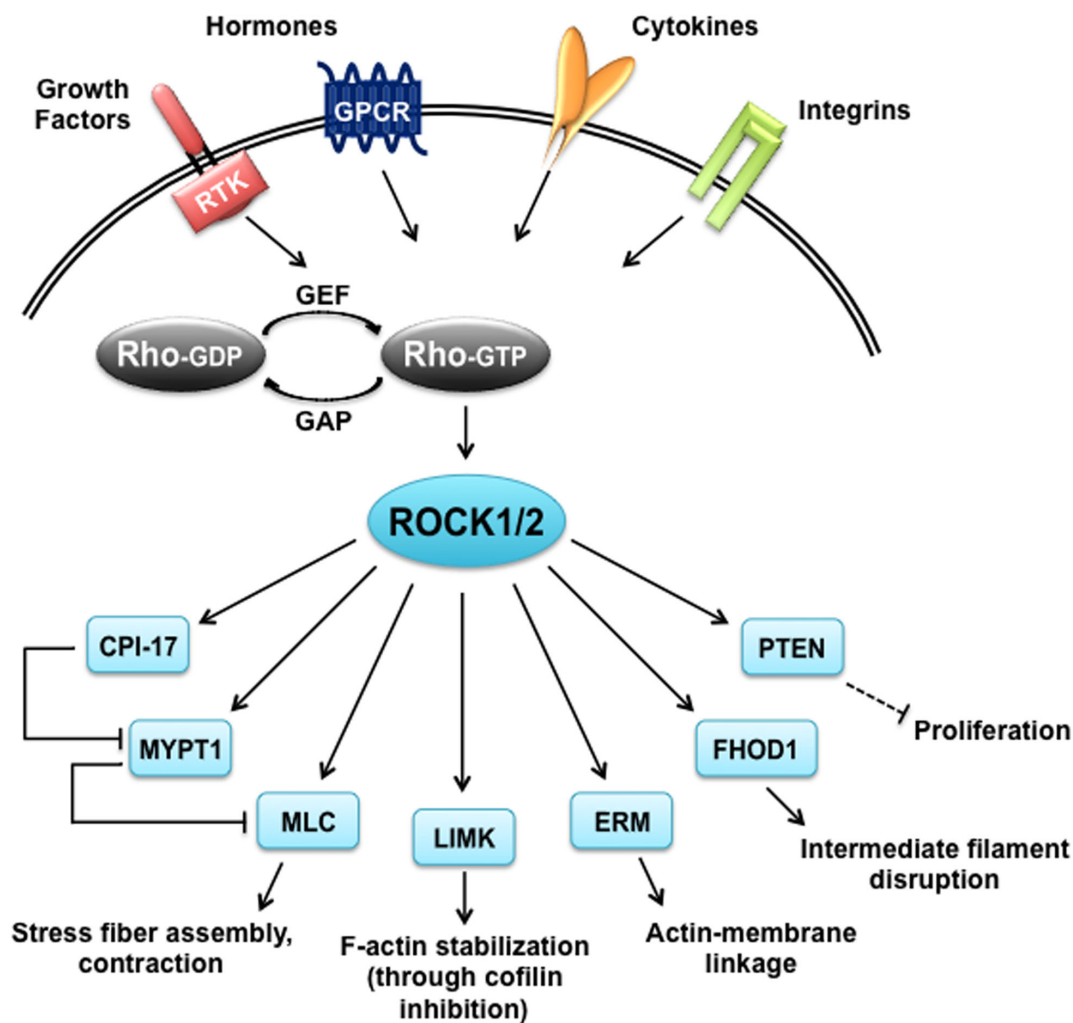 Hormones
Cytokines
Growth
Factors
GPCR
Integrins
RTK
GEF
Rho-GDP
Rho-GTP
GAP
ROCK1/2
CPI-17
PTEN
MYPT1
FHOD1
Proliferation
MLC
LIMK
ERM
Intermediate filament
disruption
Stress fiber assembly,
contraction
F-actin stabilization
(through cofilin
inhibition)
Actin-membrane
linkage